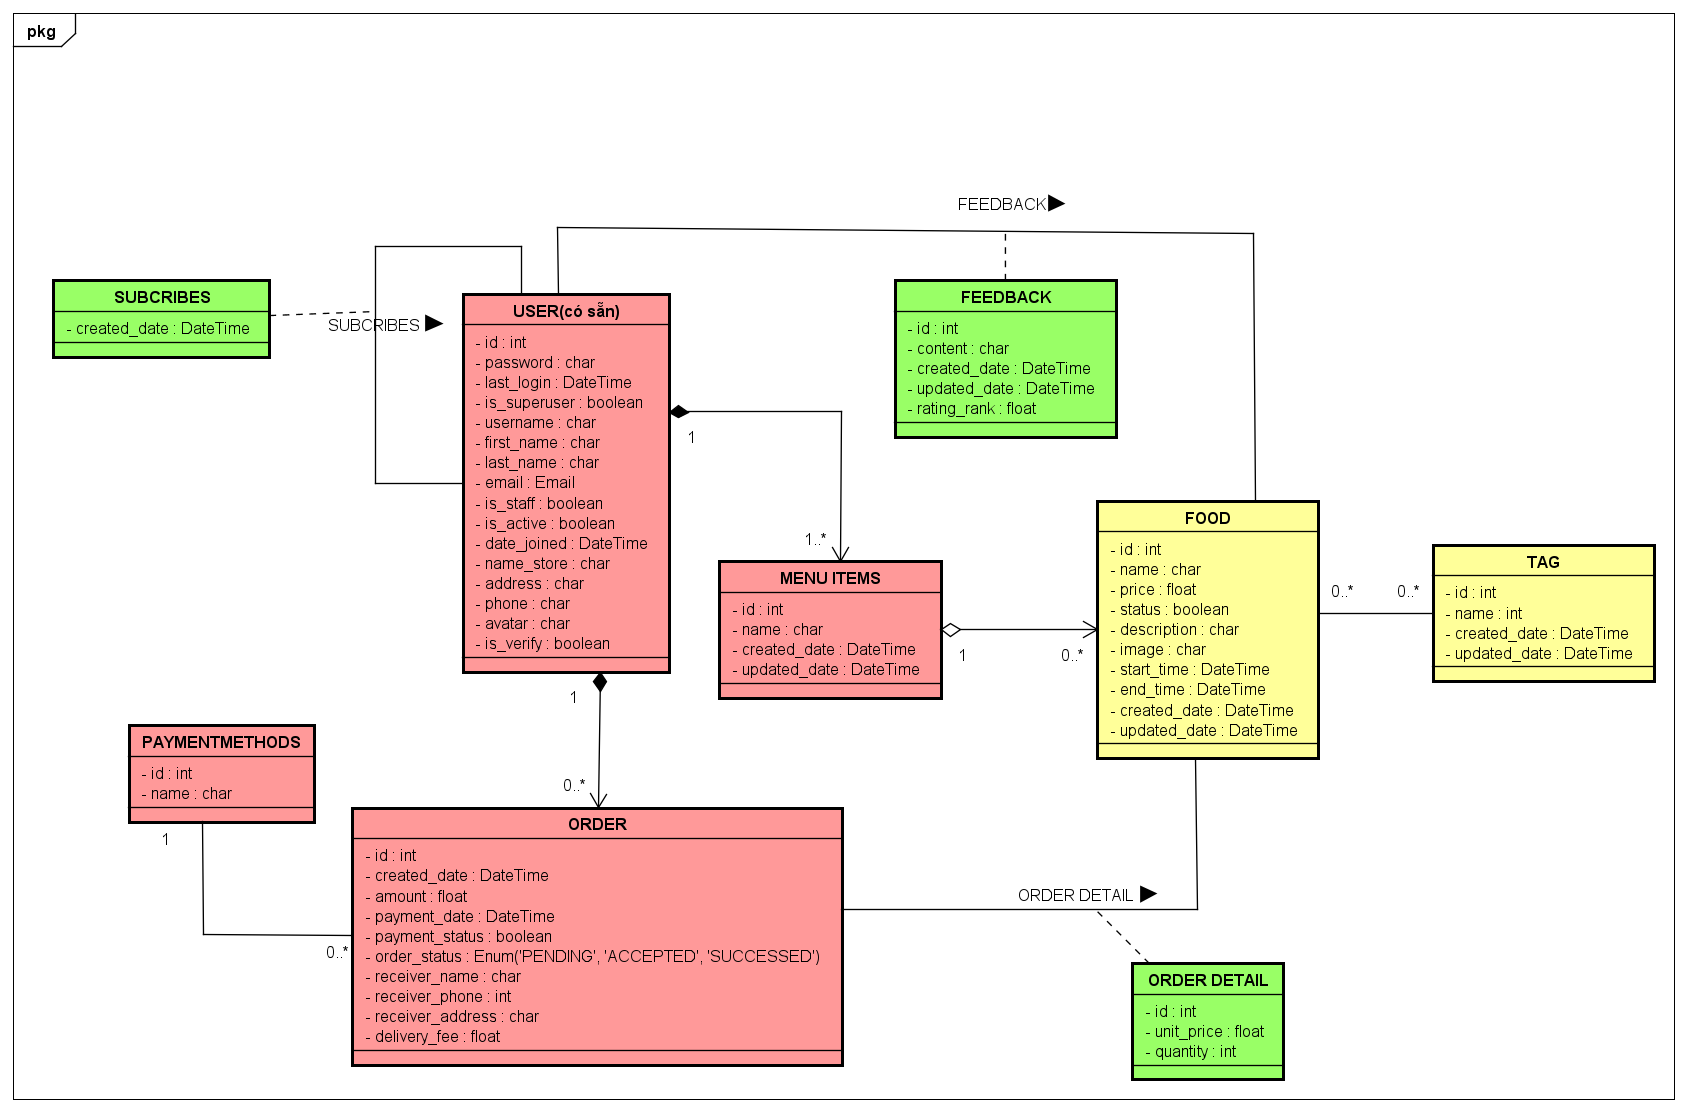 pkg
FEEDBACK
SUBCRIBES
- created_date : DateTime
SUBCRIBES
USER(có sẵn)
- id : int
- password : char
- last_login : DateTime
- is_superuser : boolean
- username : char
- first_name : char
- last_name : char
- email : Email
- is_staff : boolean
- is_active : boolean
- date_joined : DateTime
- name_store : char
- address : char
- phone : char
- avatar : char
- is_verify : boolean
FEEDBACK
- id : int
- content : char
- created_date : DateTime
- updated_date : DateTime
- rating_rank : float
1
1..*
MENU ITEMS
- id : int
- name : char
- created_date : DateTime
- updated_date : DateTime
1
0..*
FOOD
- id : int
- name : char
- price : float
- status : boolean
- description : char
- image : char
- start_time : DateTime
- end_time : DateTime
- created_date : DateTime
- updated_date : DateTime
0..*
0..*
TAG
- id : int
- name : int
- created_date : DateTime
- updated_date : DateTime
1
0..*
PAYMENTMETHODS
- id : int
- name : char
1
0..*
ORDER
- id : int
- created_date : DateTime
- amount : float
- payment_date : DateTime
- payment_status : boolean
- order_status : Enum('PENDING', 'ACCEPTED', 'SUCCESSED')
- receiver_name : char
- receiver_phone : int
- receiver_address : char
- delivery_fee : float
ORDER DETAIL
ORDER DETAIL
- id : int
- unit_price : float
- quantity : int